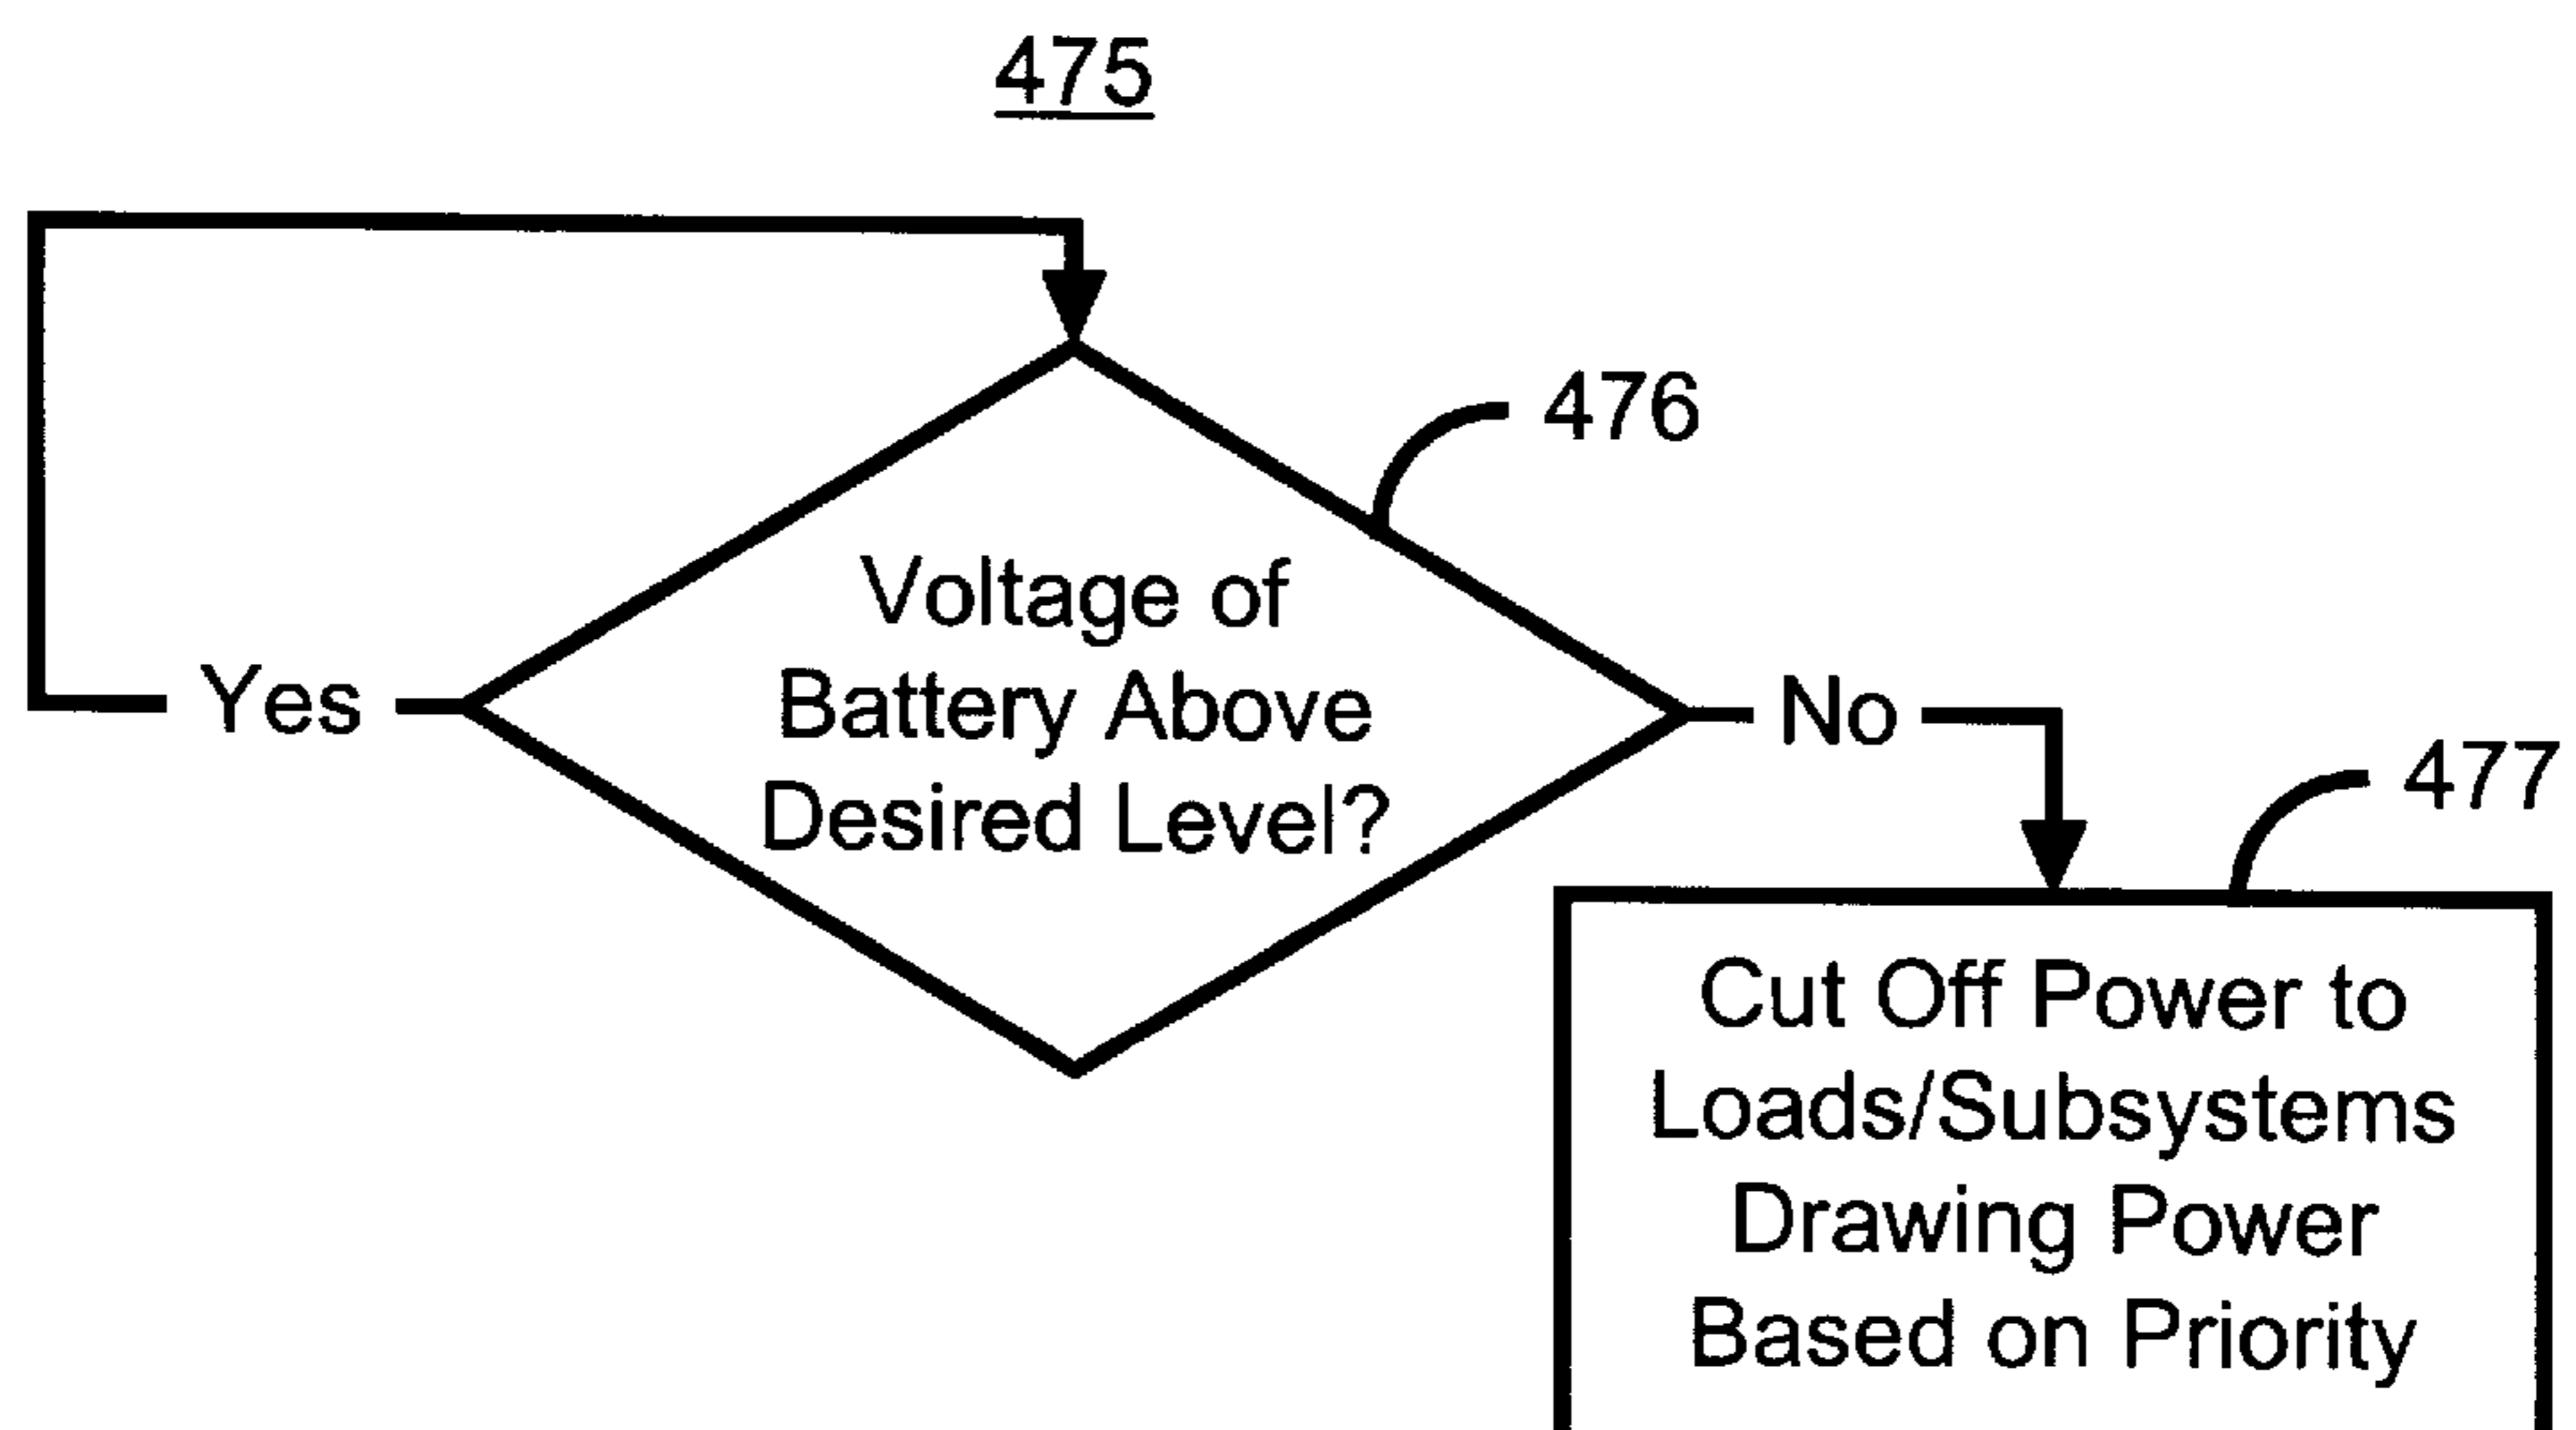 475
476
Voltage of
Battery Above
Desired Level?
Yes
No
477
Cut Off Power to
Loads/Subsystems
Drawing Power
Based on Priority